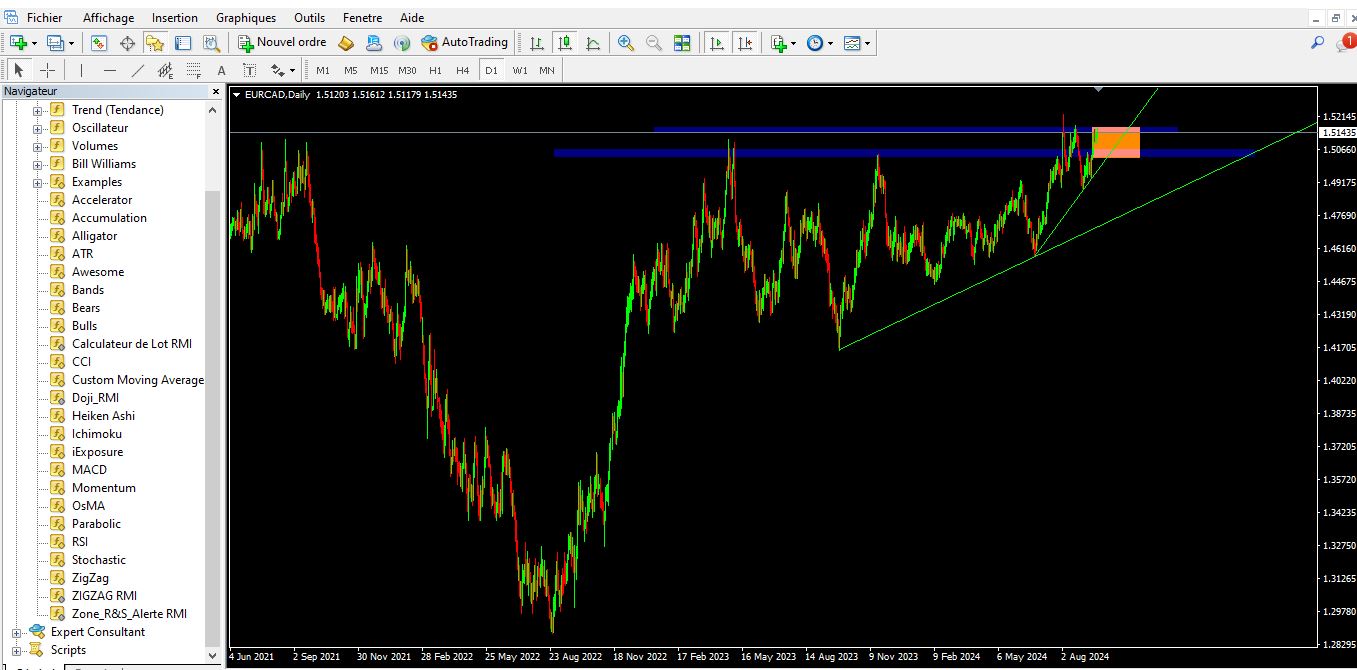 Fichier Affichage Insertion Graphiques Outils Fenetre Aide
Nouvel ordre AutoTrading 1
A T M1 M5 M15 M30 H1 H4 D1 W1 MN
Navigateur
Trend (Tendance)
Oscillateur
Volumes
Bill Williams
Examples
Accelerator
Accumulation
Alligator
ATR
Awesome
Bands
Bears
Bulls
Calculateur de Lot RMI
CCI
Custom Moving Average
Doji_RMI
Heiken Ashi
Ichimoku
iExposure
MACD
Momentum
OsMA
Parabolic
RSI
Stochastic
ZigZag
ZIGZAG RMI
Zone_R&S_Alerte RMI
Expert Consultant
Scripts
EURCAD,Daily 1.51203 1.51612 1.51179 1.51435
1.52145
1.51435
1.50660
1.49175
1.47690
1.46160
1.44675
1.43190
1.41705
1.40220
1.38735
1.37205
1.35720
1.34235
1.32750
1.31265
1.29780
1.28295
4 Jun 2021 2 Sep 2021 30 Nov 2021 28 Feb 2022 25 May 2022 23 Aug 2022 18 Nov 2022 17 Feb 2023 16 May 2023 14 Aug 2023 9 Nov 2023 9 Feb 2024 6 May 2024 2 Aug 2024